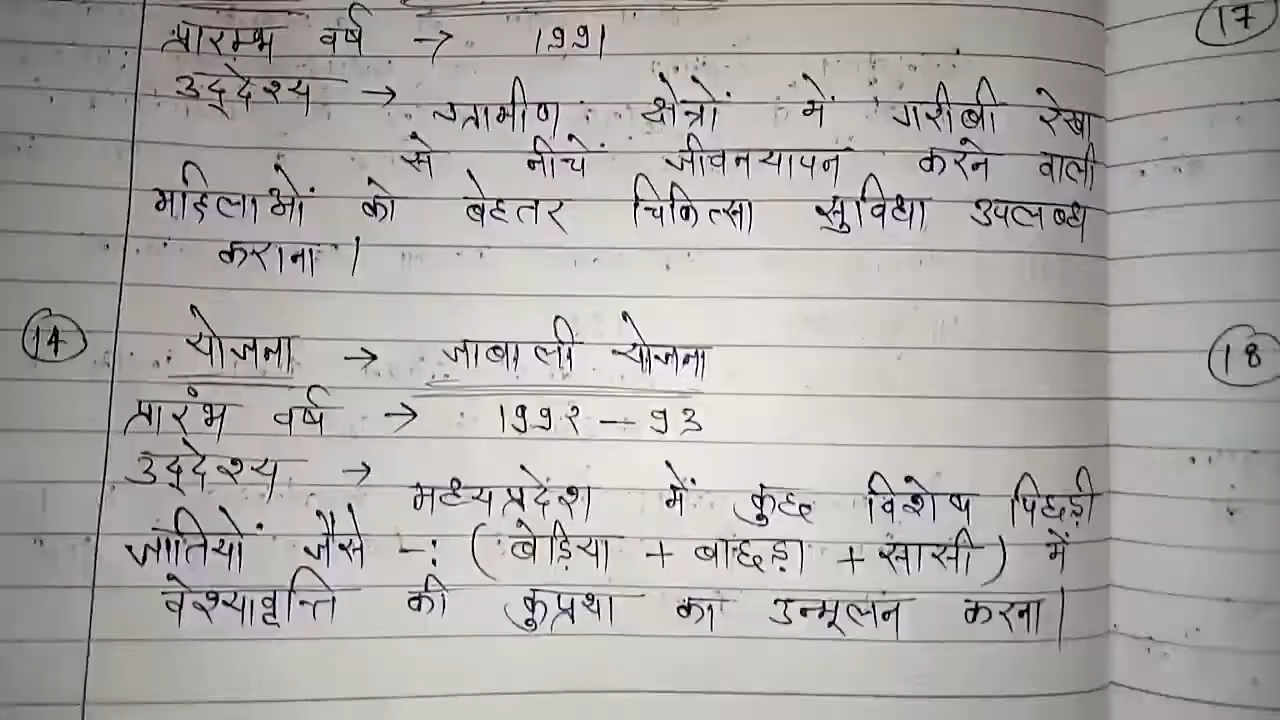 प्रारम्भ वर्ष → 1991
उद्देश्य →
ग्रामीण क्षेत्रों में गरीबी रेखा
से नीचे जीवनयापन करने वाली
महिलाओं को बेहतर चिकित्सा सुविधा उपलब्ध
कराना ।
14 योजना → जाबाली योजना
प्रारंभ वर्ष → 1992 – 93
उद्देश्य →
मध्यप्रदेश में कुछ विशेष पिछड़ी
जातियों जैसे -: ( बेड़िया + बाछड़ा + सासी ) में
वेश्यावृत्ति की कुप्रथा का उन्मूलन करना।
17
18